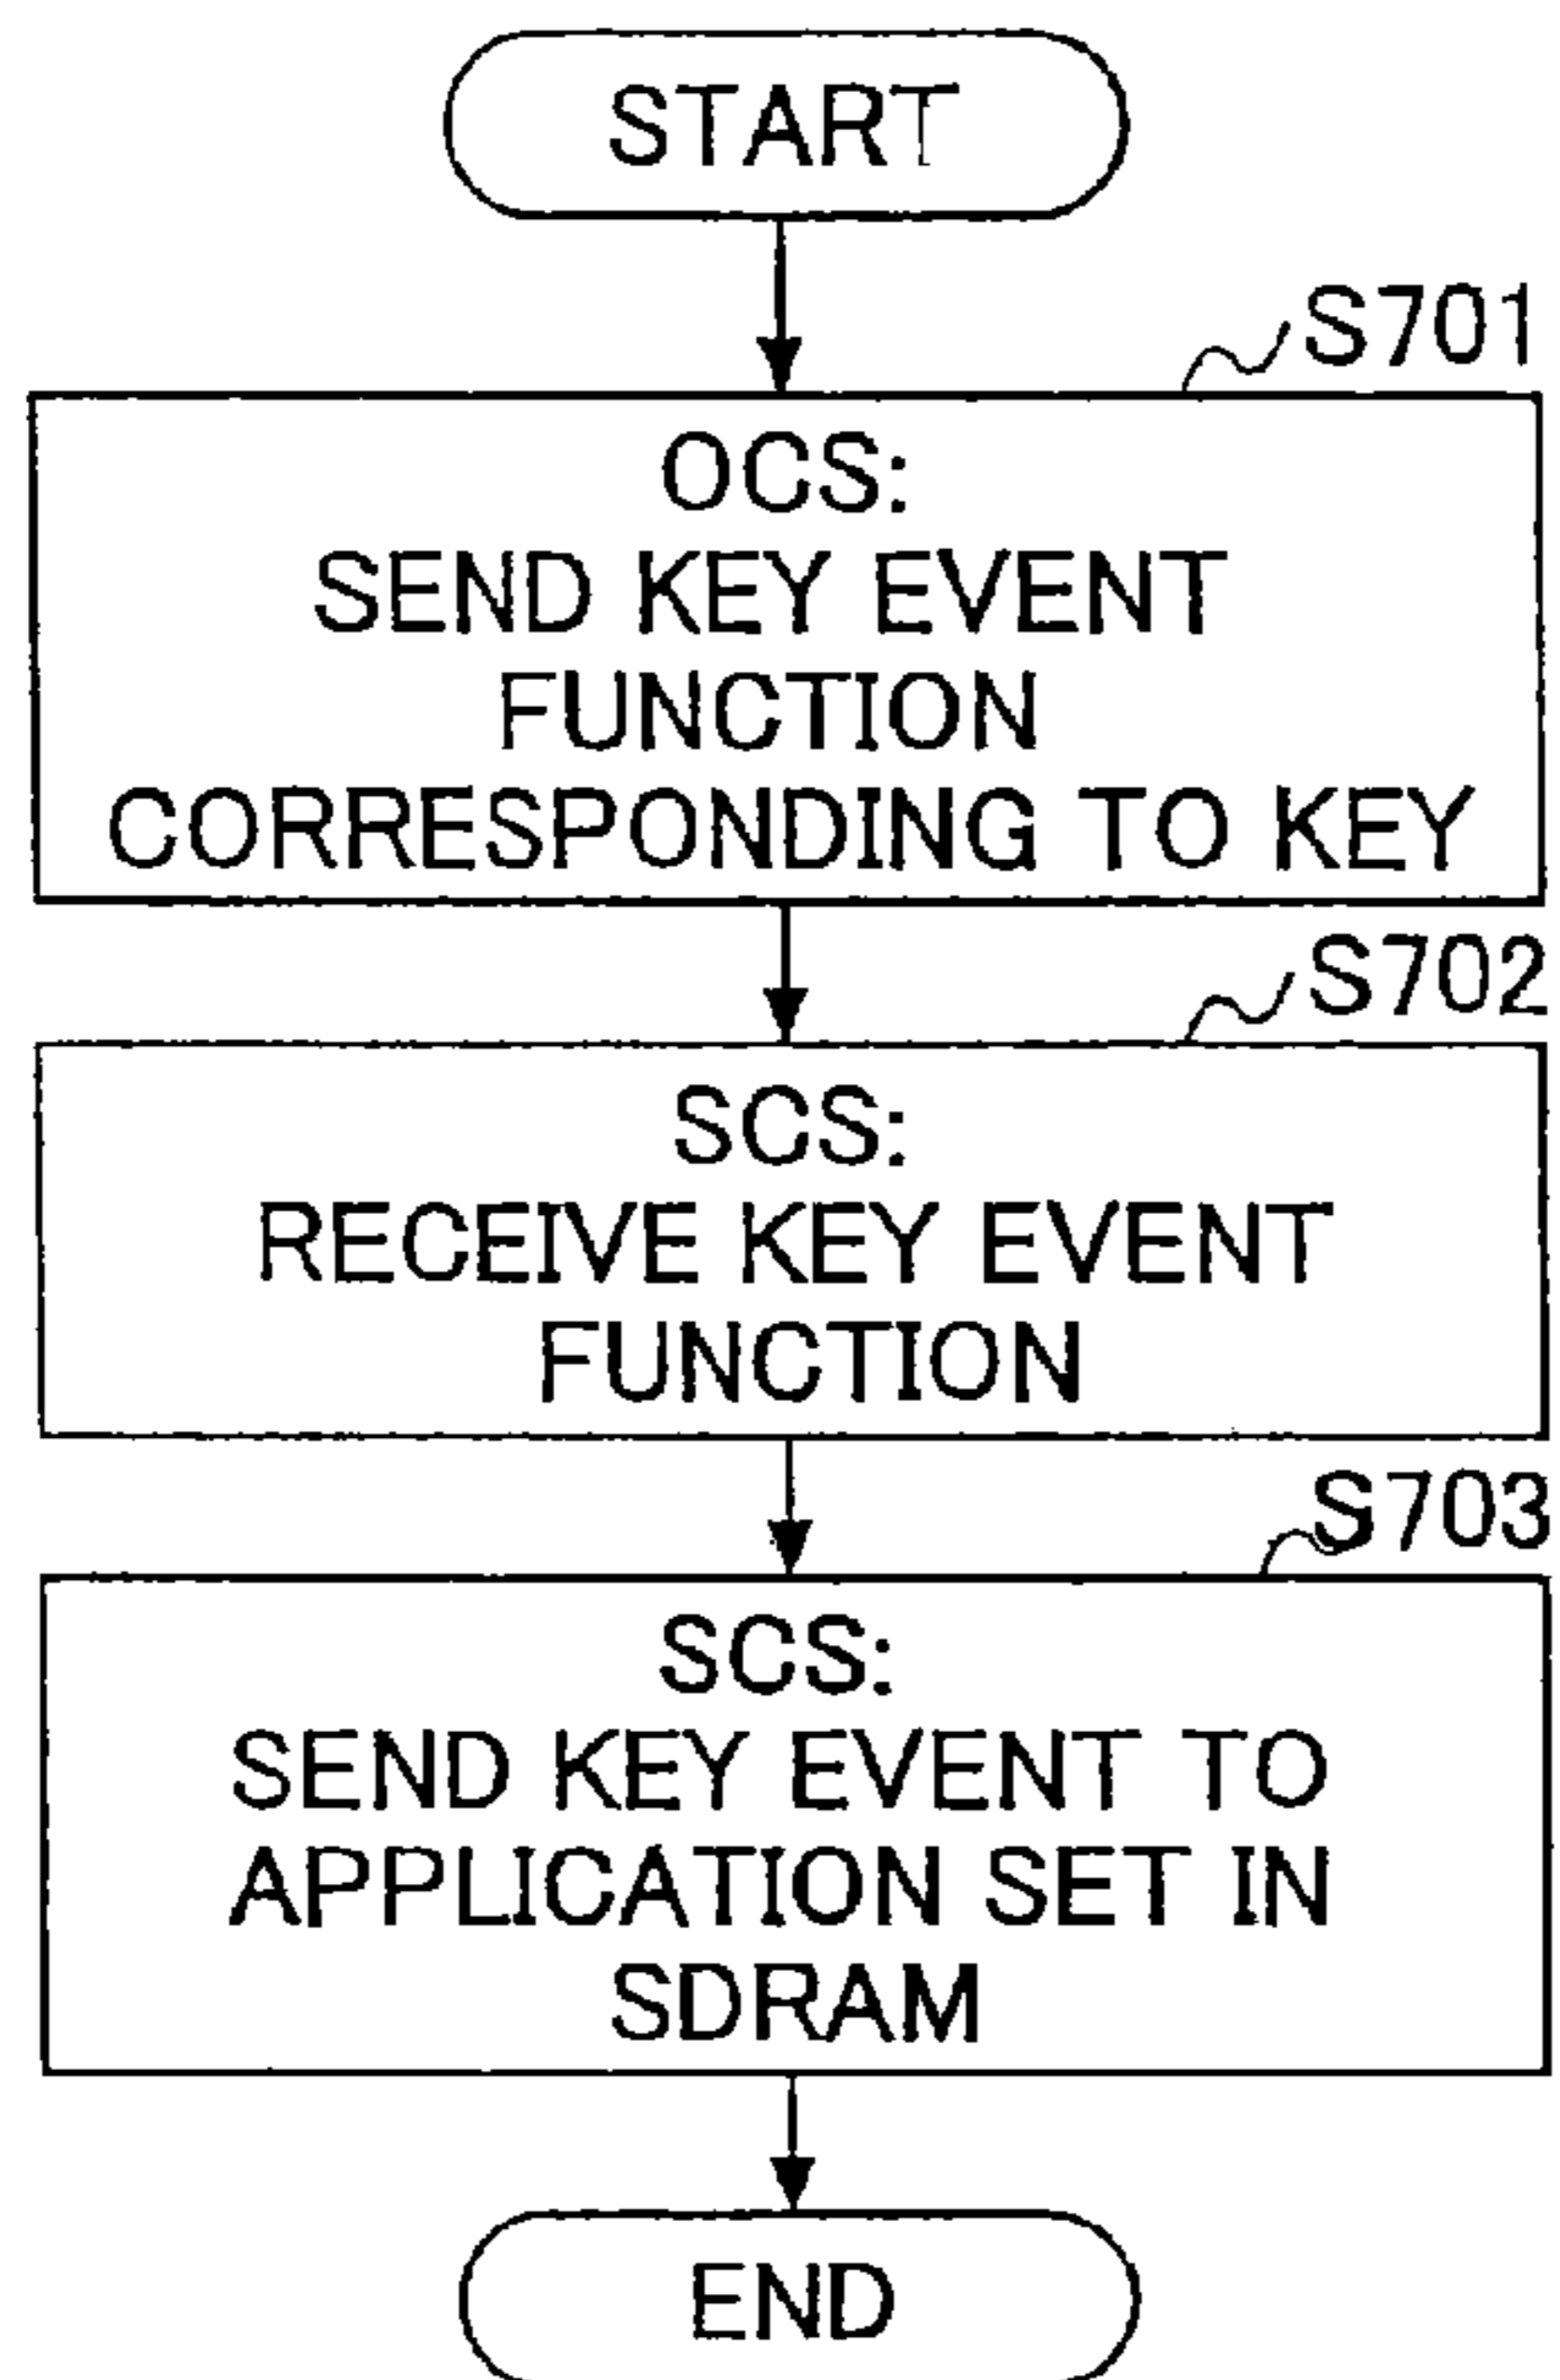 START
S701
OCS:
SEND KEY EVENT
FUNCTION
CORRESPONDING TO KEY
S702
SCS:
RECEIVE KEY EVENT
FUNCTION
S703
SCS:
SEND KEY EVENT TO
APPLICATION SET IN
SDRAM
END